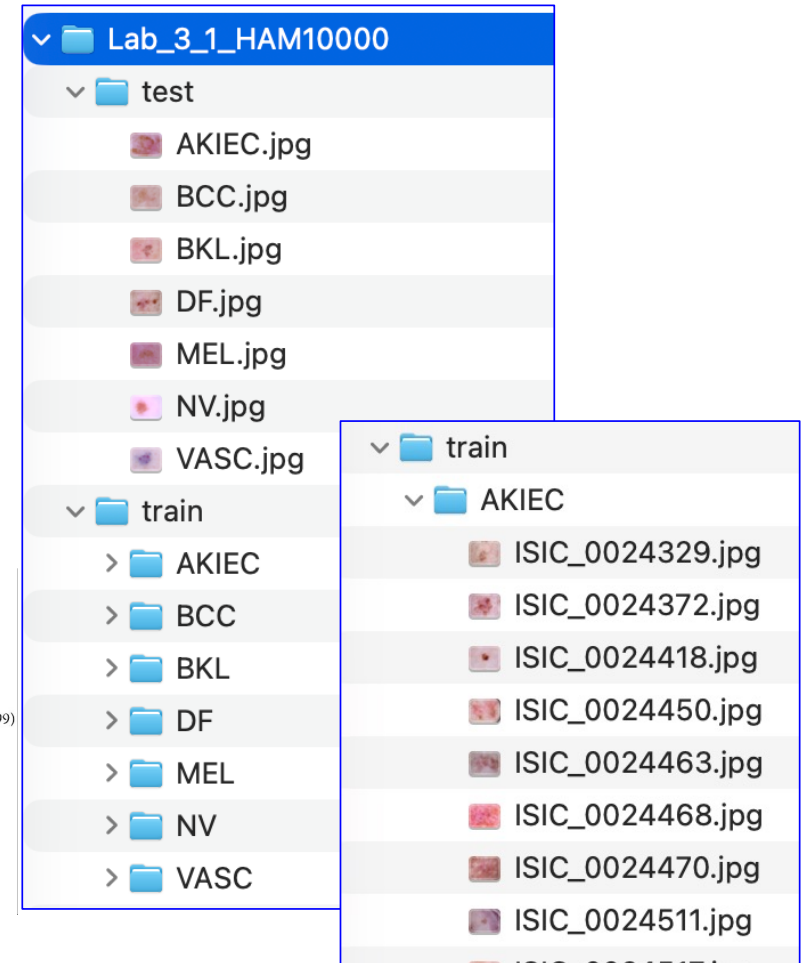 Lab_3_1_HAM10000
test
AKIEC.jpg
BCC.jpg
BKL.jpg
DF.jpg
MEL.jpg
NV.jpg
VASC.jpg
train
AKIEC
BCC
BKL
DF
MEL
NV
VASC
train
AKIEC
ISIC_0024329.jpg
ISIC_0024372.jpg
ISIC_0024418.jpg
ISIC_0024450.jpg
ISIC_0024463.jpg
ISIC_0024468.jpg
ISIC_0024470.jpg
ISIC_0024511.jpg